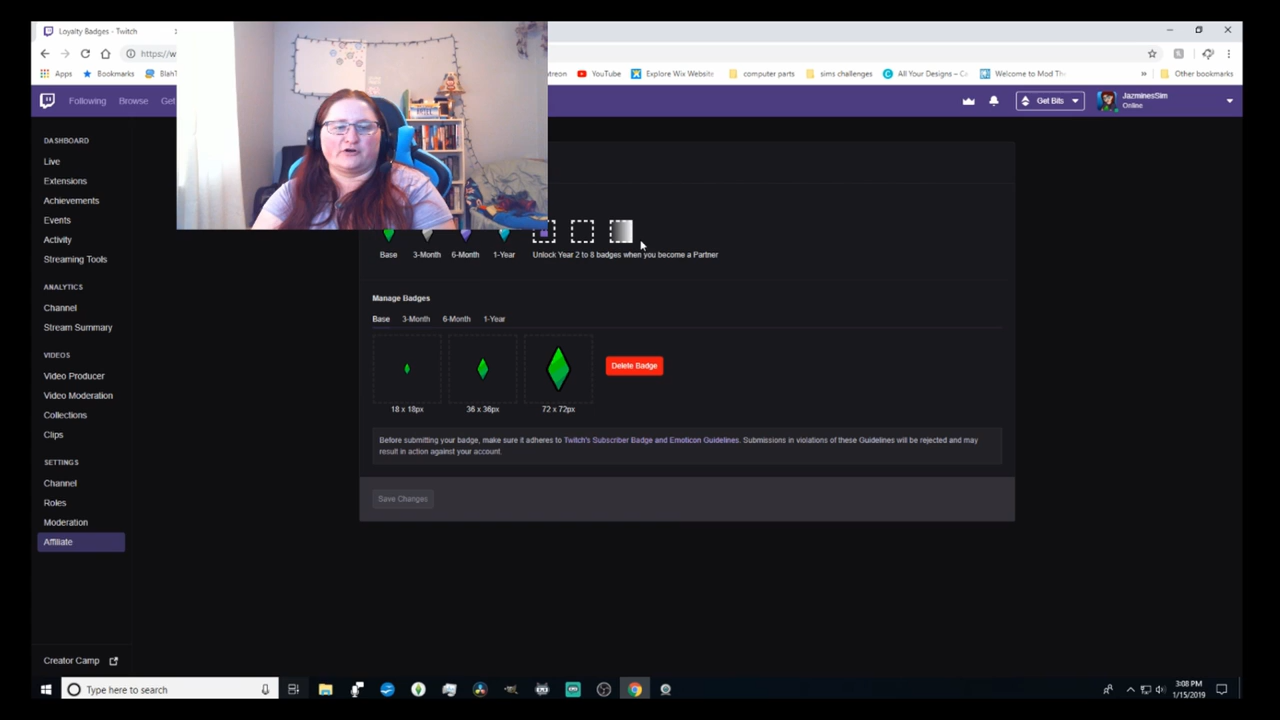 Loyalty Badges - Twitch
https://w
Apps
Bookmarks
BlahT
YouTube
Explore Wix Website
computer parts
sims challenges
All Your Designs – C
Welcome to Mod Th
»
Other bookmarks
Following
Browse
Get
Get Bits
JazminesSim
Online
DASHBOARD
Live
Extensions
Achievements
Events
Activity
Streaming Tools
ANALYTICS
Channel
Stream Summary
VIDEOS
Video Producer
Video Moderation
Collections
Clips
SETTINGS
Channel
Roles
Moderation
Affiliate
Creator Camp
Base
3-Month
6-Month
1-Year
Unlock Year 2 to 8 badges when you become a Partner
Manage Badges
Base
3-Month
6-Month
1-Year
Delete Badge
18 x 18px
36 x 36px
72 x 72px
Before submitting your badge, make sure it adheres to Twitch's Subscriber Badge and Emoticon Guidelines. Submissions in violations of these Guidelines will be rejected and may
result in action against your account.
Save Changes
Type here to search
3:08 PM
1/15/2019